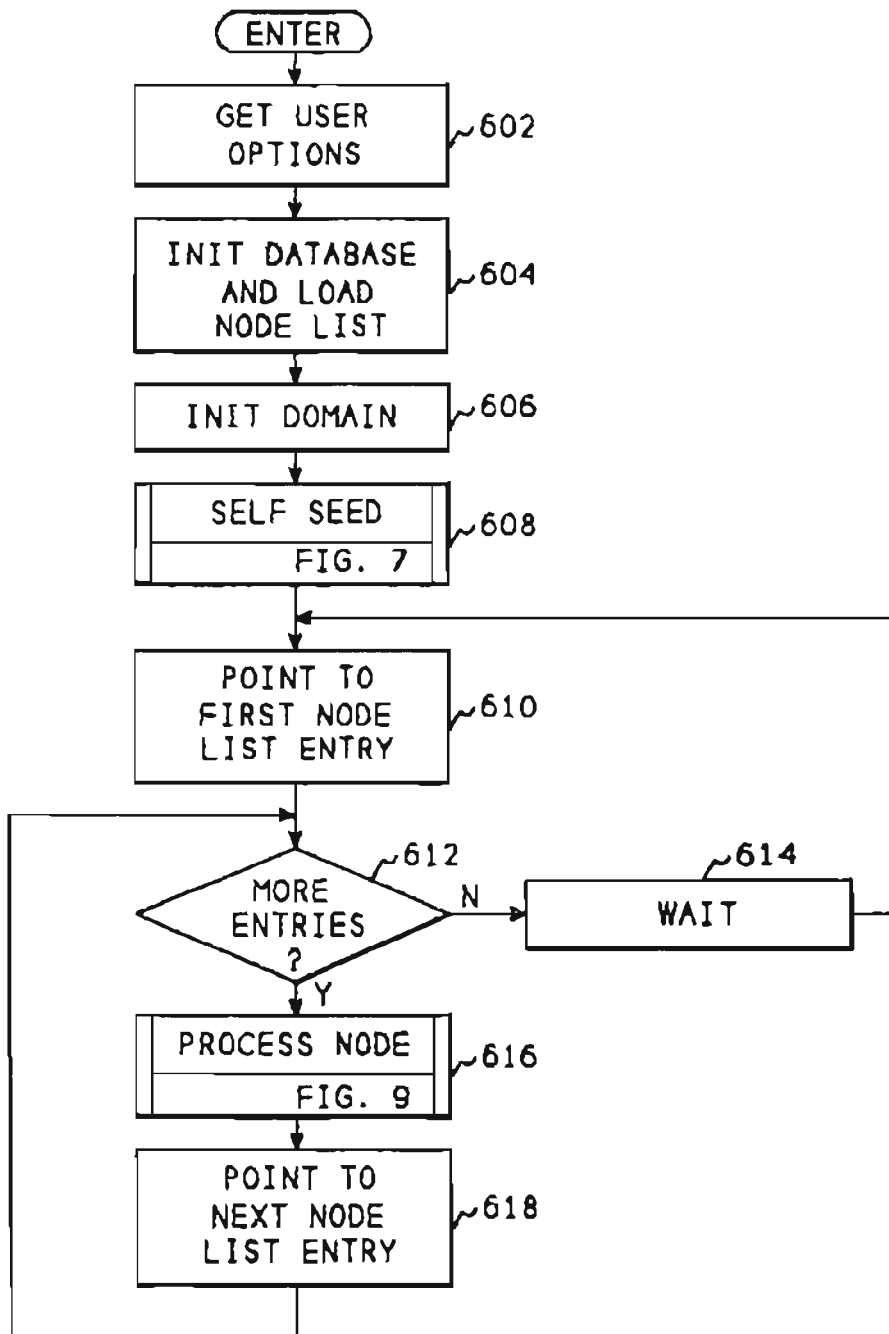 ENTER
GET USER
OPTIONS
602
INIT DATABASE
AND LOAD
NODE LIST
604
INIT DOMAIN
606
SELF SEED
FIG. 7
608
POINT TO
FIRST NODE
LIST ENTRY
610
612
MORE
ENTRIES
?
N
Y
614
WAIT
PROCESS NODE
FIG. 9
616
POINT TO
NEXT NODE
LIST ENTRY
618